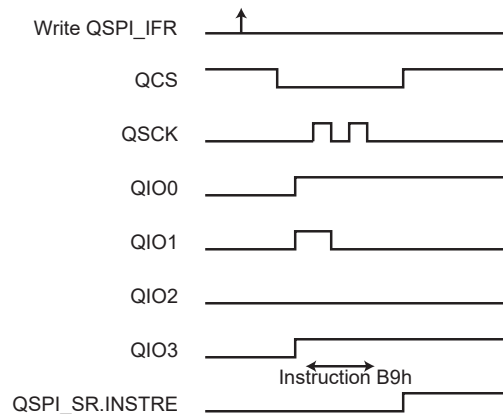 Write QSPI_IFR
QCS
QSCK
QIO0
QIO1
QIO2
QIO3
Instruction B9h
QSPI_SR.INSTRE